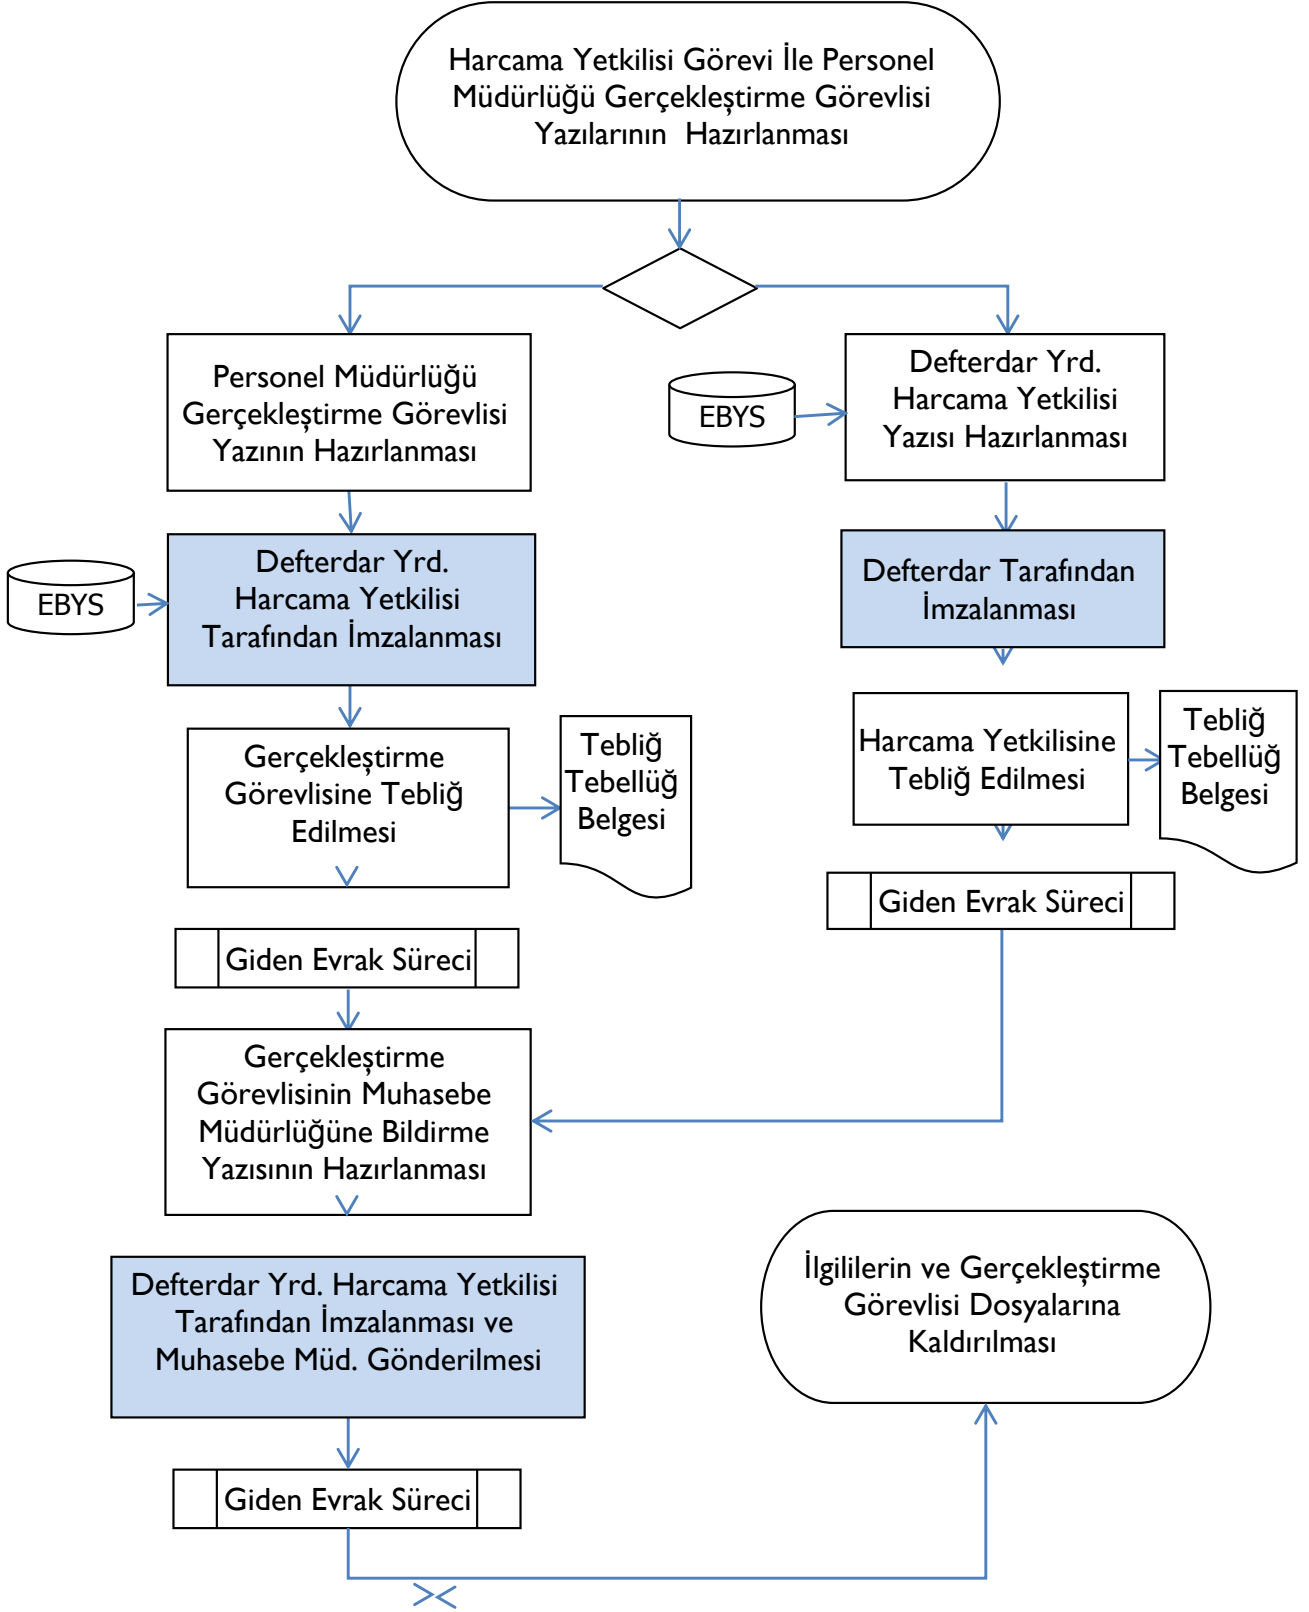 Harcama Yetkilisi Görevi İle Personel
Müdürlüğü Gerçekleştirme Görevlisi
Yazılarının Hazırlanması
Personel Müdürlüğü
Gerçekleştirme Görevlisi
Yazının Hazırlanması
EBYS
Defterdar Yrd.
Harcama Yetkilisi
Yazısı Hazırlanması
EBYS
Defterdar Yrd.
Harcama Yetkilisi
Tarafından İmzalanması
Defterdar Tarafından
İmzalanması
Gerçekleştirme
Görevlisine Tebliğ
Edilmesi
Tebliğ
Tebellüğ
Belgesi
Harcama Yetkilisine
Tebliğ Edilmesi
Tebliğ
Tebellüğ
Belgesi
Giden Evrak Süreci
Giden Evrak Süreci
Gerçekleştirme
Görevlisinin Muhasebe
Müdürlüğüne Bildirme
Yazısının Hazırlanması
Defterdar Yrd. Harcama Yetkilisi
Tarafından İmzalanması ve
Muhasebe Müd. Gönderilmesi
İlgililerin ve Gerçekleştirme
Görevlisi Dosyalarına
Kaldırılması
Giden Evrak Süreci